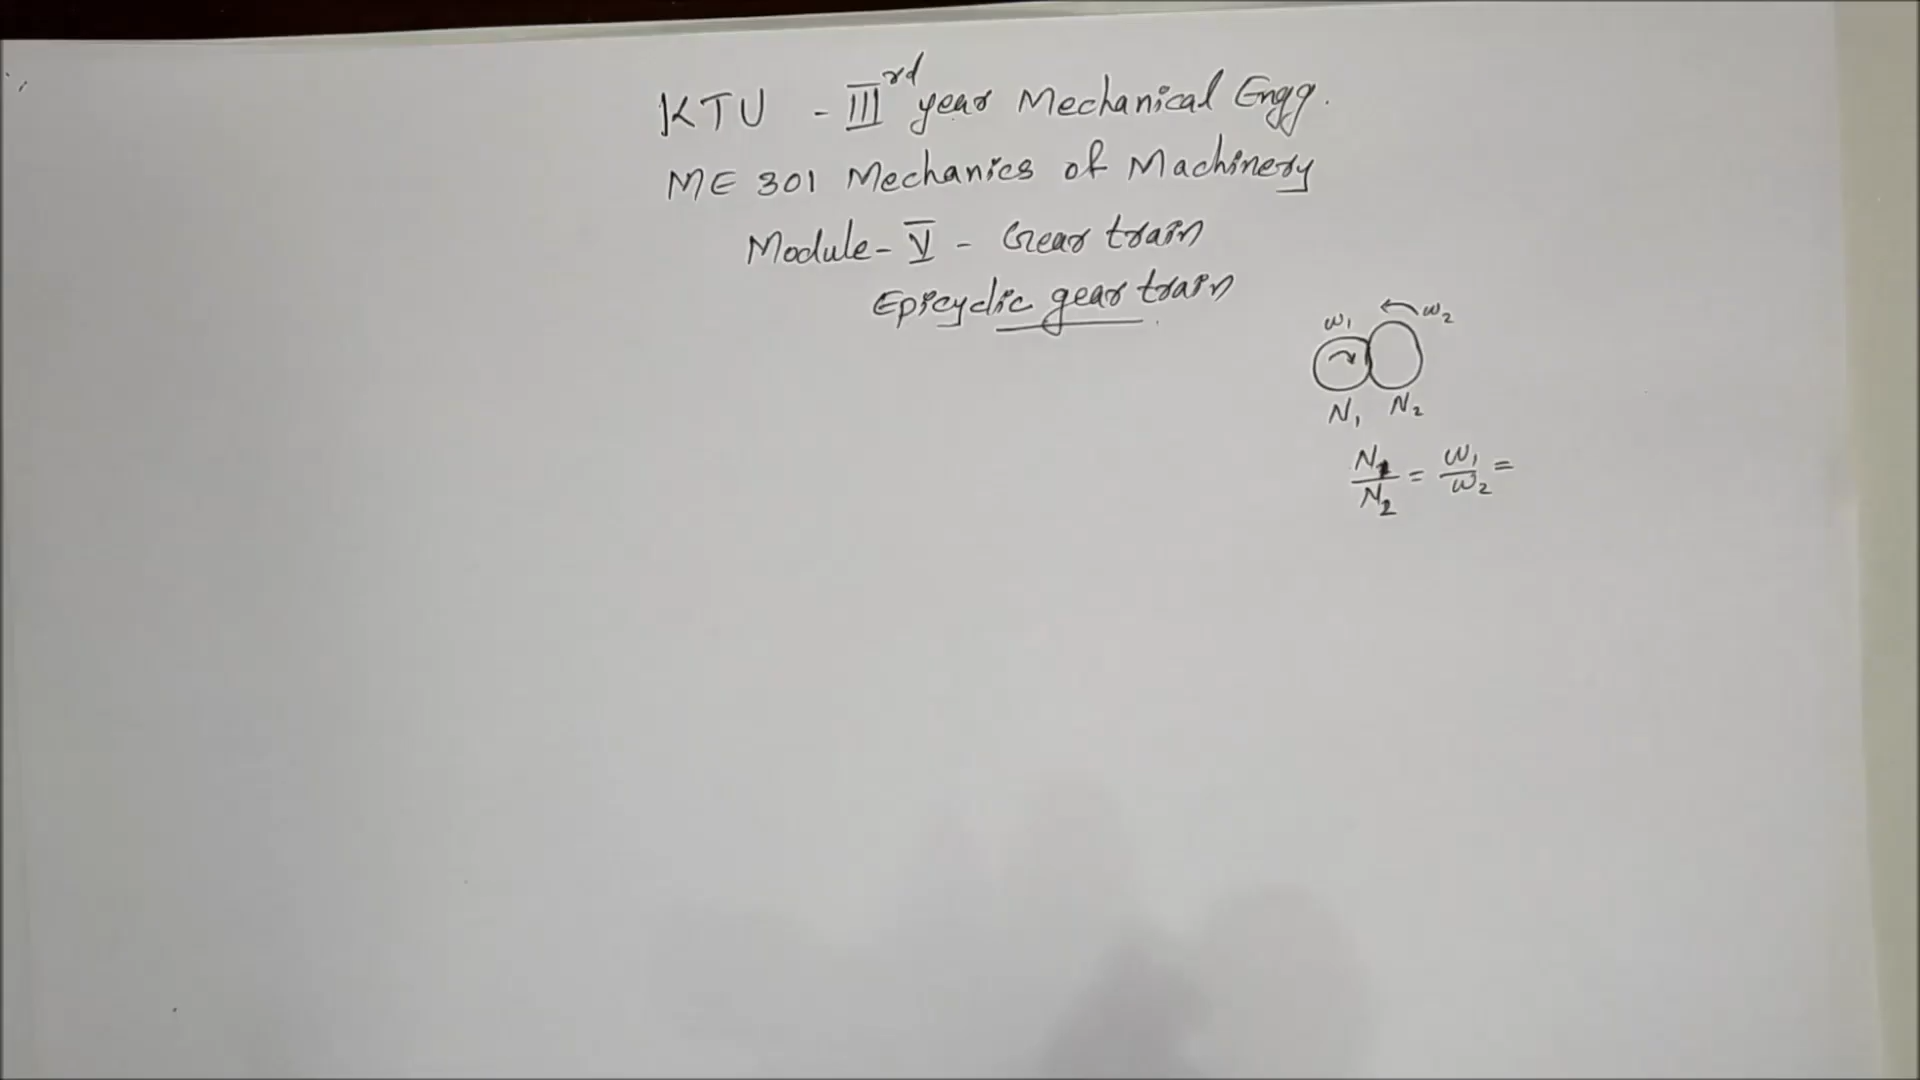 KTU - III rd year Mechanical Engg.
ME 301 Mechanics of Machinery
Module - V - Gear train
Epicyclic gear train
ω₁ ω₂
N₁ N₂
N₁/N₂ = ω₁/ω₂ =